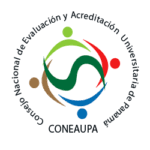 Consejo Nacional de Evaluación y Acreditación Universitaria de Panamá
CONEAUPA